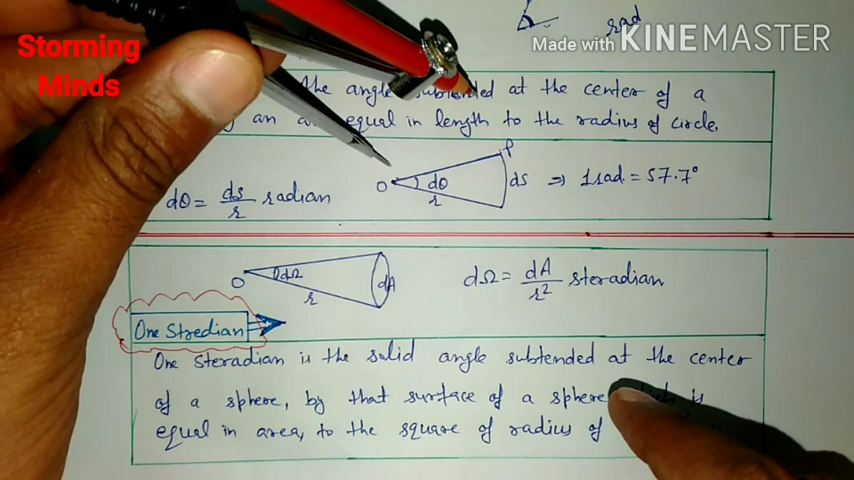 rad
Made with KINEMASTER
Storming
Minds
the angle subtended at the center of a
an equal in length to the radius of circle.
O dθ r P ds ⇒ 1 rad = 57.7°
dθ = ds/r radian
O dΩ r dA dΩ = dA/r² steradian
One Stredian
One steradian is the solid angle subtended at the center
of a sphere, by that surface of a sphere is
equal in area, to the square of radius of